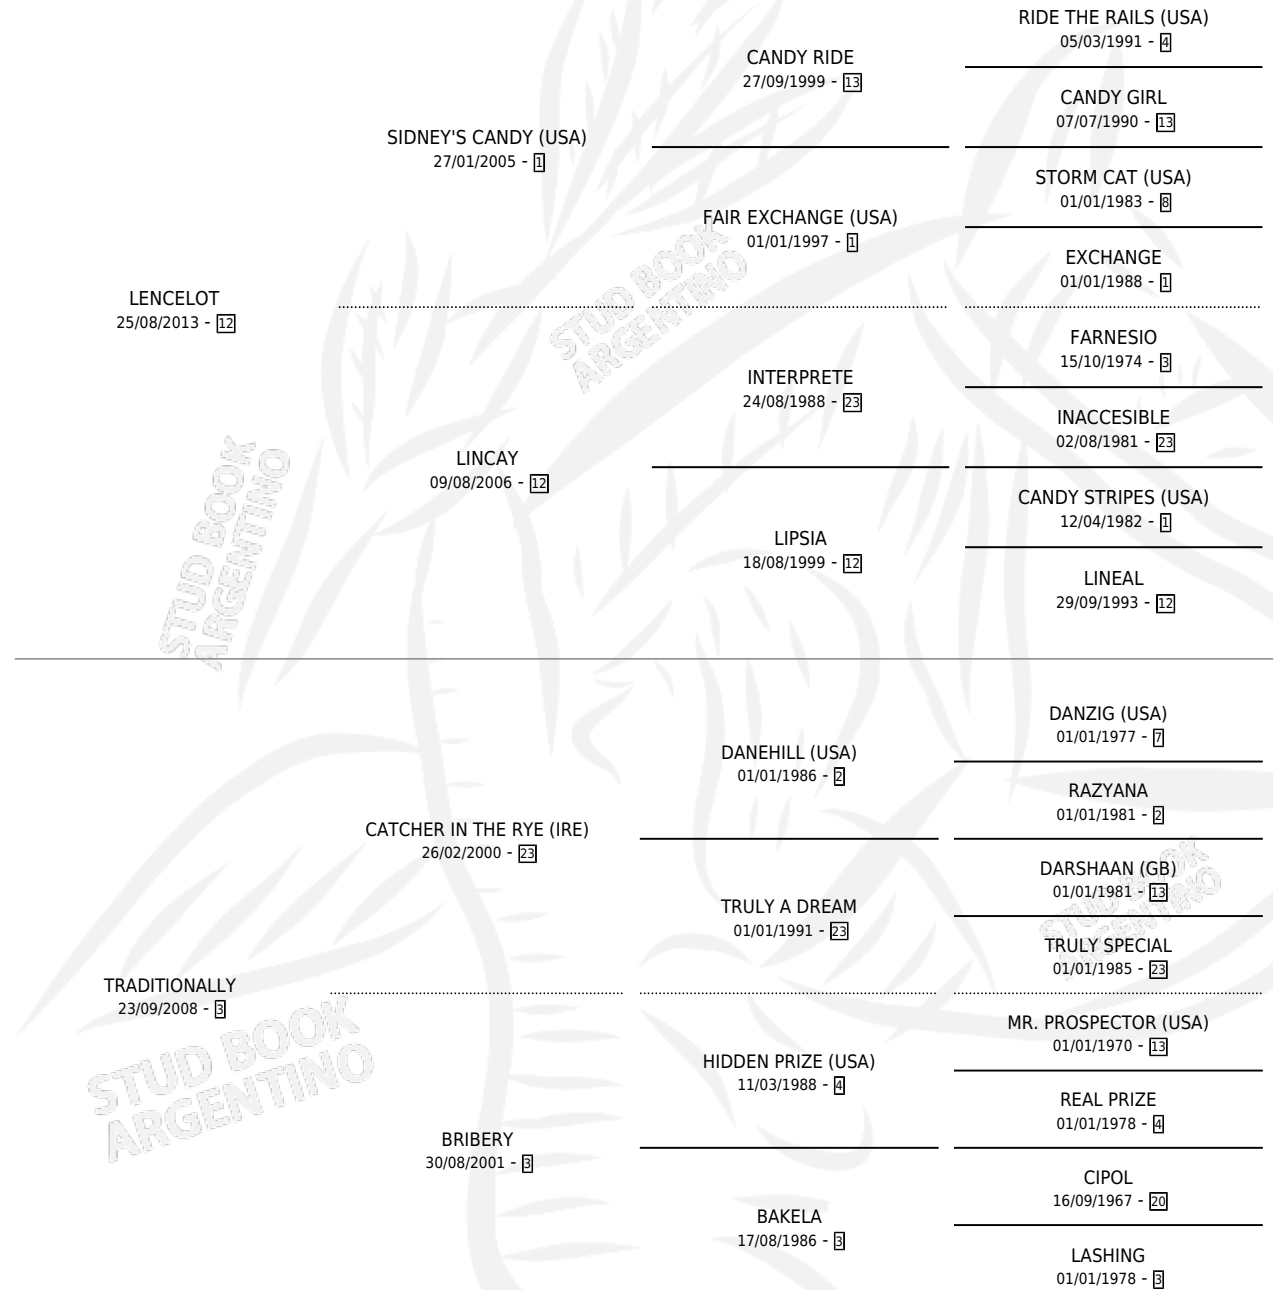 RIDE THE RAILS (USA)
05/03/1991 - 4
CANDY RIDE
27/09/1999 - 13
CANDY GIRL
07/07/1990 - 13
SIDNEY'S CANDY (USA)
27/01/2005 - 1
STORM CAT (USA)
01/01/1983 - 8
FAIR EXCHANGE (USA)
01/01/1997 - 1
EXCHANGE
01/01/1988 - 1
LENCELOT
25/08/2013 - 12
FARNESIO
15/10/1974 - 3
INTERPRETE
24/08/1988 - 23
INACCESIBLE
02/08/1981 - 23
LINCAY
09/08/2006 - 12
CANDY STRIPES (USA)
12/04/1982 - 1
LIPSIA
18/08/1999 - 12
LINEAL
29/09/1993 - 12
DANZIG (USA)
01/01/1977 - 7
DANEHILL (USA)
01/01/1986 - 2
RAZYANA
01/01/1981 - 2
CATCHER IN THE RYE (IRE)
26/02/2000 - 23
DARSHAAN (GB)
01/01/1981 - 13
TRULY A DREAM
01/01/1991 - 23
TRULY SPECIAL
01/01/1985 - 23
TRADITIONALLY
23/09/2008 - 3
MR. PROSPECTOR (USA)
01/01/1970 - 13
HIDDEN PRIZE (USA)
11/03/1988 - 4
REAL PRIZE
01/01/1978 - 4
BRIBERY
30/08/2001 - 3
CIPOL
16/09/1967 - 20
BAKELA
17/08/1986 - 3
LASHING
01/01/1978 - 3
STUD BOOK
ARGENTINO
STUD BOOK
ARGENTINO
STUD BOOK
ARGENTINO
STUD BOOK
ARGENTINO